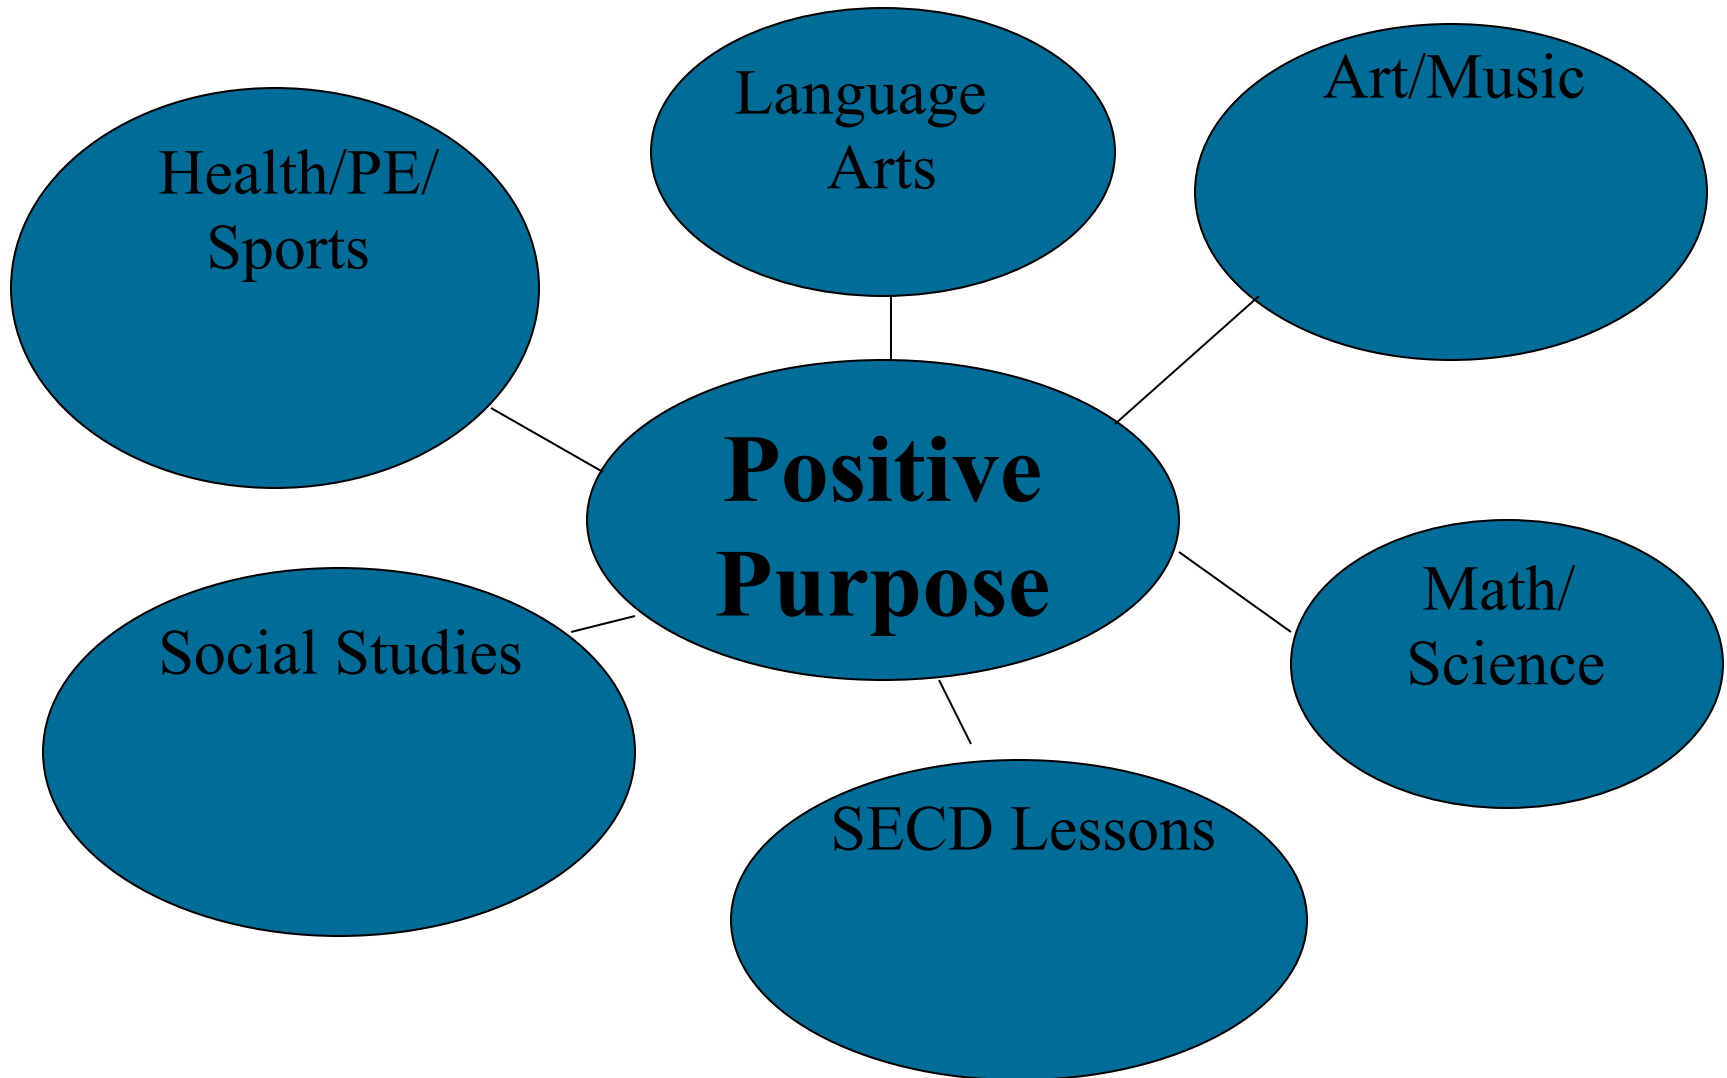 Language
Arts
Art/Music
Health/PE/
Sports
Positive
Purpose
Math/
Science
Social Studies
SECD Lessons